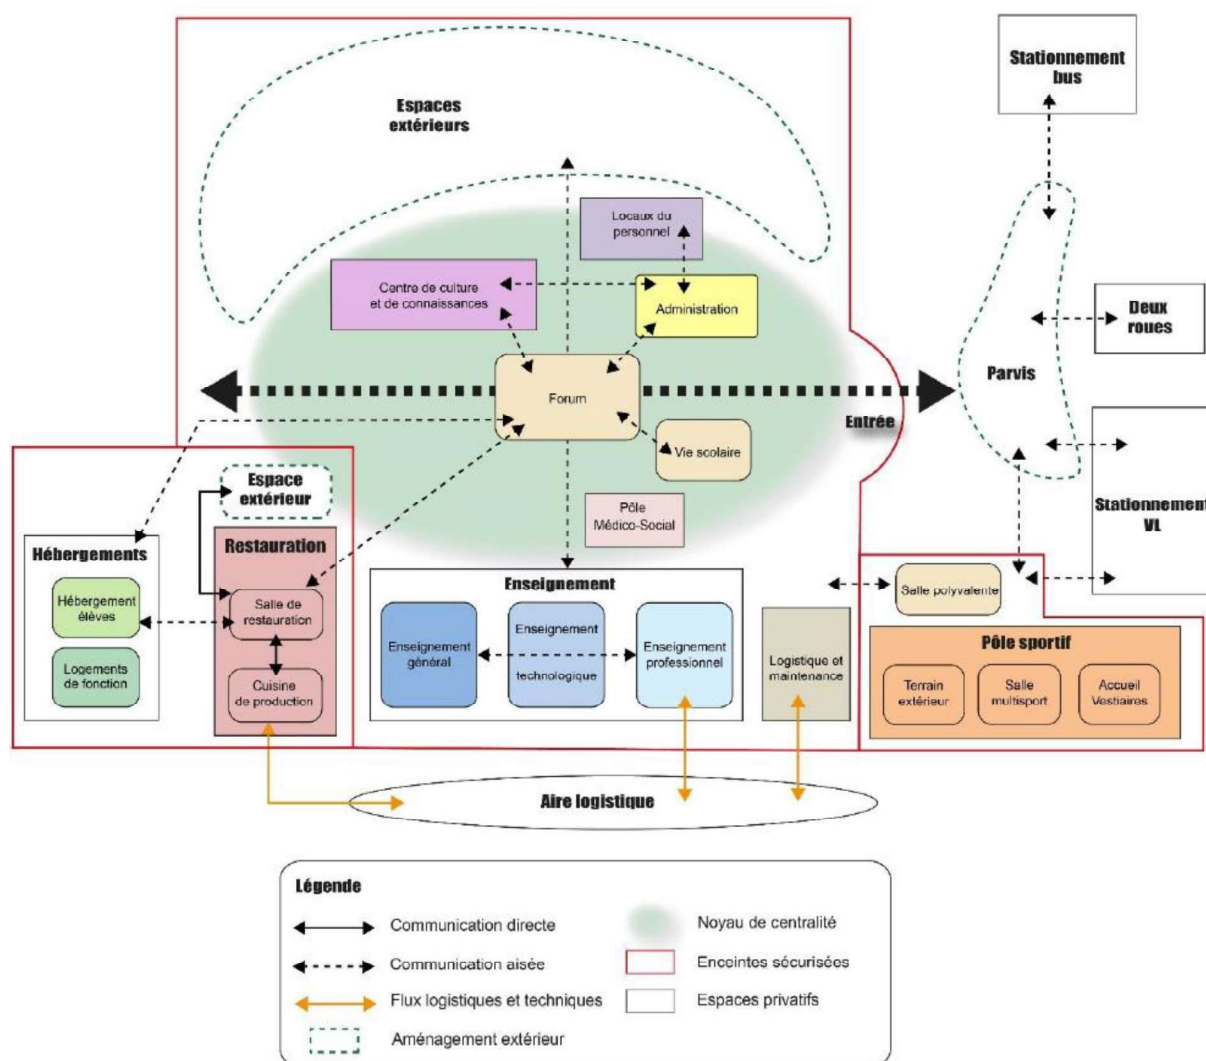 Stationnement
bus
Espaces
extérieurs
Locaux du
personnel
Centre de culture
et de connaissances
Administration
Deux
roues
Parvis
Forum
Entrée
Vie scolaire
Espace
extérieur
Pôle
Médico-Social
Stationnement
VL
Hébergements
Restauration
Enseignement
Salle polyvalente
Hébergement
élèves
Salle de
restauration
Enseignement
général
Enseignement
technologique
Enseignement
professionnel
Logistique et
maintenance
Pôle sportif
Logements
de fonction
Cuisine
de production
Terrain
extérieur
Salle
multisport
Accueil
Vestiaires
Aire logistique
Légende
Communication directe
Noyau de centralité
Communication aisée
Enceintes sécurisées
Flux logistiques et techniques
Espaces privatifs
Aménagement extérieur